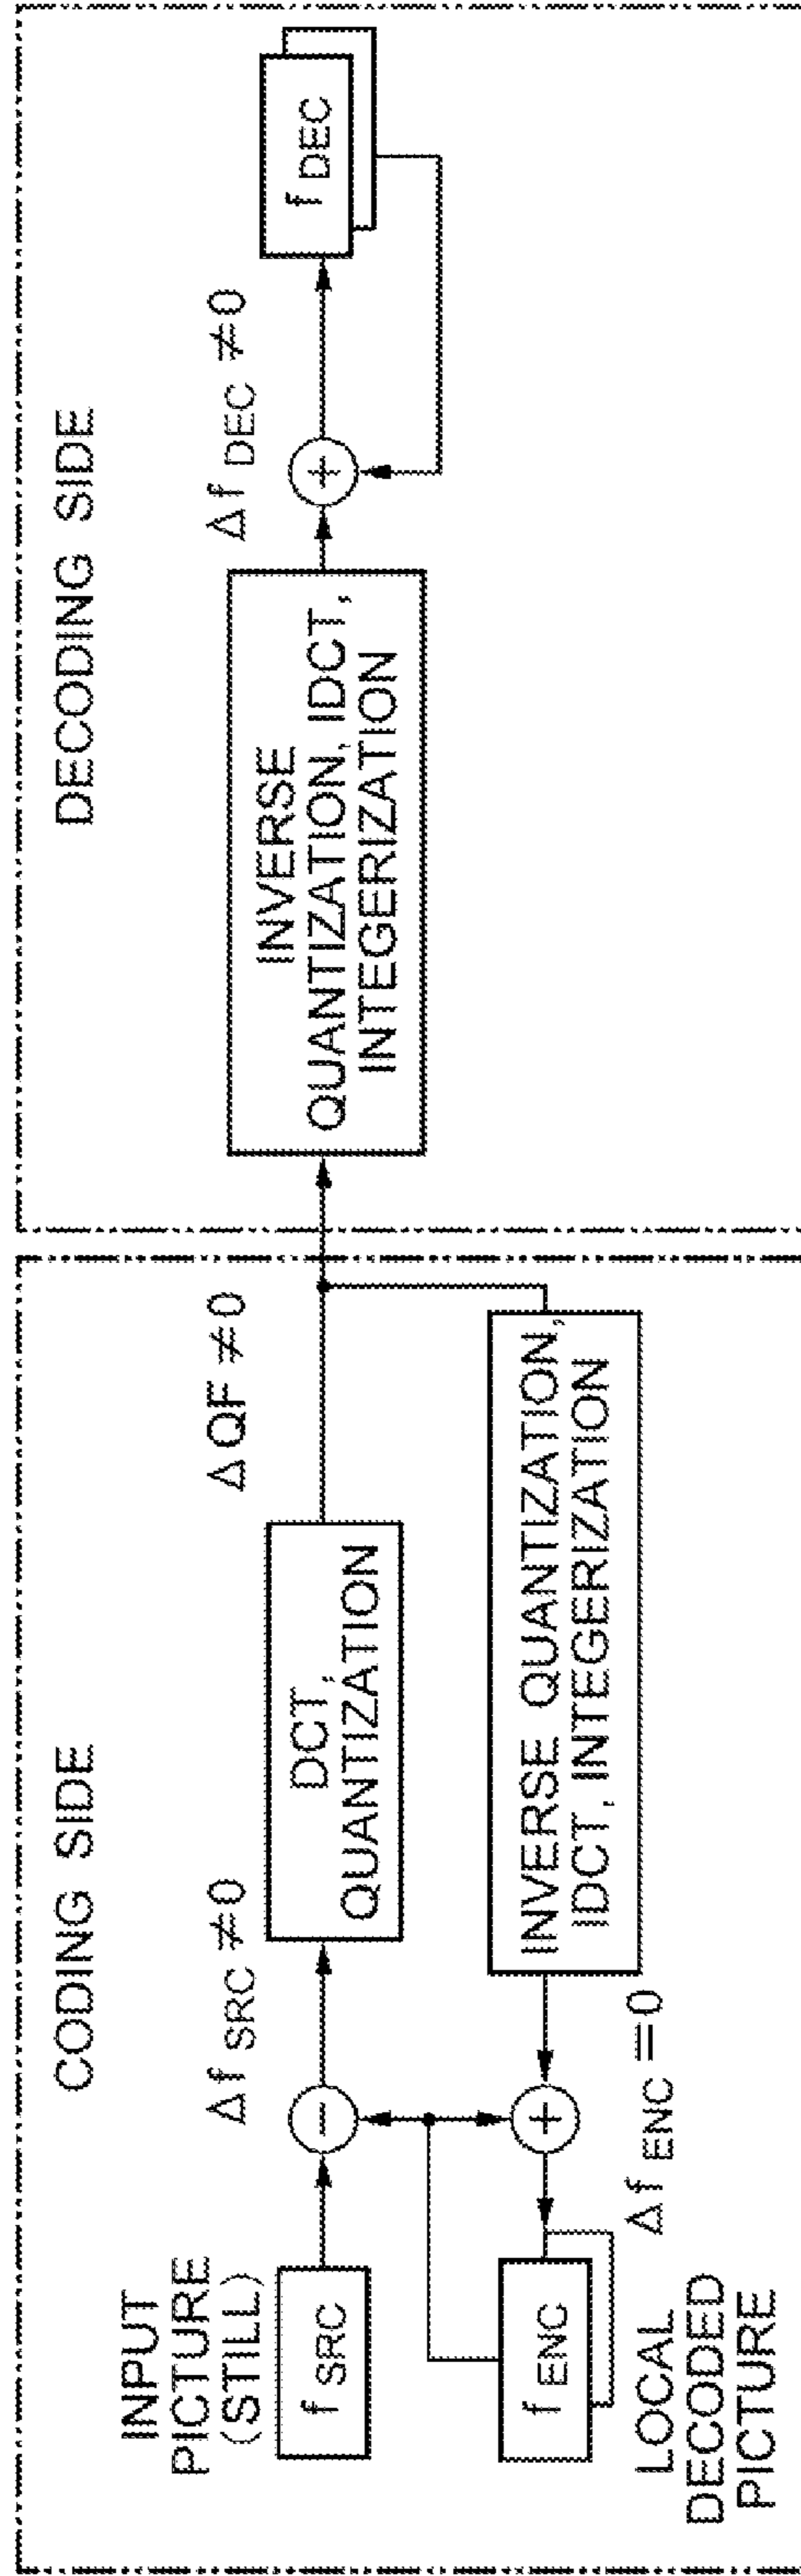 CODING SIDE
INPUT
PICTURE
(STILL)
f SRC
Δf SRC ≠0
−
DCT,
QUANTIZATION
ΔQF ≠0
f ENC
LOCAL
DECODED
PICTURE
+
Δf ENC =0
INVERSE QUANTIZATION,
IDCT, INTEGERIZATION
DECODING SIDE
INVERSE
QUANTIZATION, IDCT,
INTEGERIZATION
Δf DEC ≠0
+
f DEC